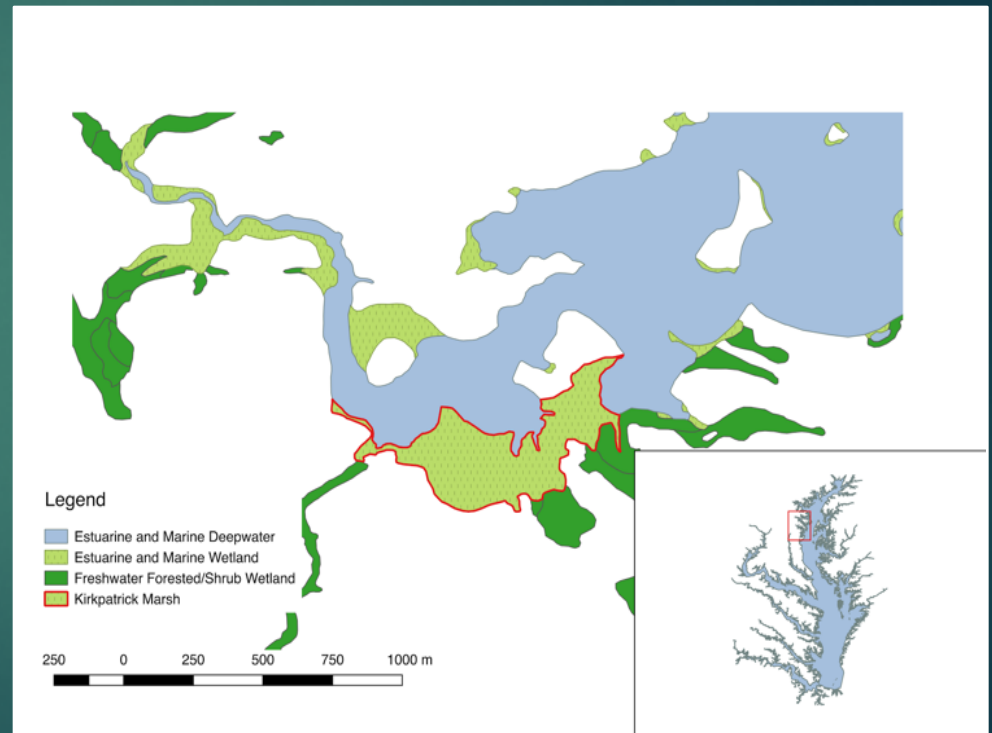 Legend
Estuarine and Marine Deepwater
Estuarine and Marine Wetland
Freshwater Forested/Shrub Wetland
Kirkpatrick Marsh
250 0 250 500 750 1000 m